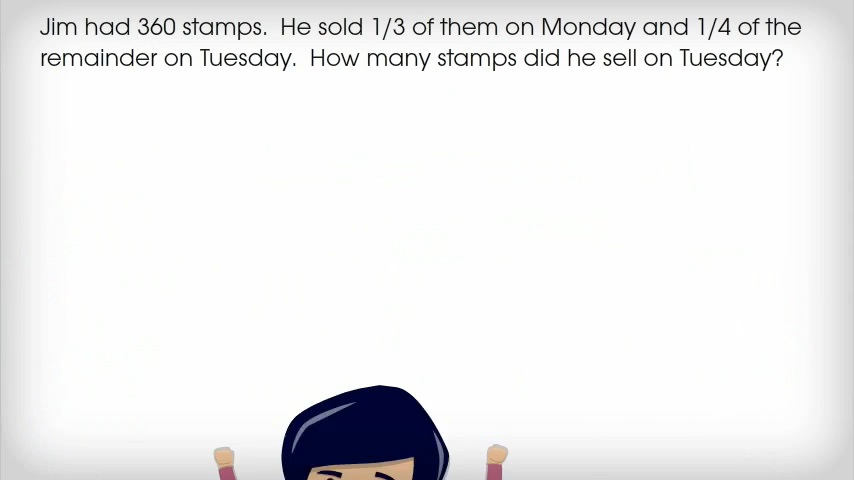 Jim had 360 stamps.  He sold 1/3 of them on Monday and 1/4 of the
remainder on Tuesday.  How many stamps did he sell on Tuesday?